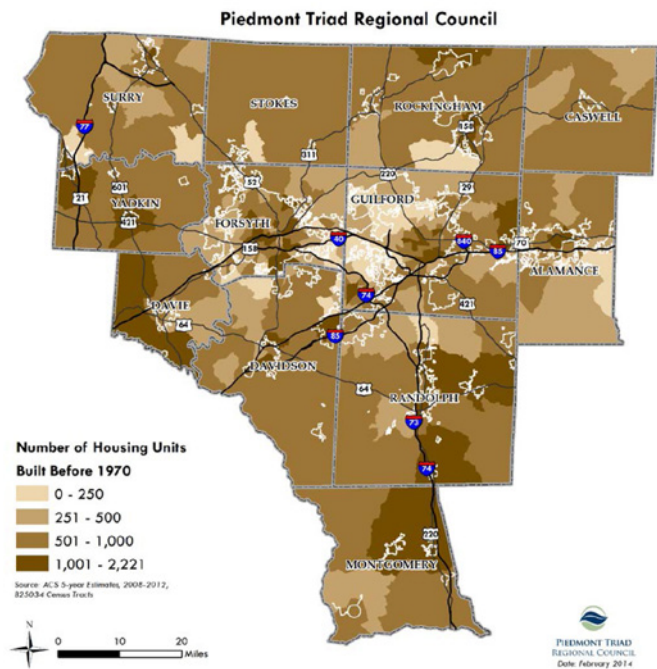 Piedmont Triad Regional Council
SURRY
STOKES
ROCKINGHAM
CASWELL
77
158
311
220
29
52
601
21
YADKIN
421
GUILFORD
FORSYTH
158
40
840
85
70
ALAMANCE
74
421
DAVIE
64
85
DAVIDSON
64
RANDOLPH
73
74
220
MONTGOMERY
Number of Housing Units
Built Before 1970
0 - 250
251 - 500
501 - 1,000
1,001 - 2,221
Source: ACS 5-year Estimates, 2008-2012,
B25034 Census Tracts
N
0 10 20
Miles
PIEDMONT TRIAD
REGIONAL COUNCIL
Date: February 2014